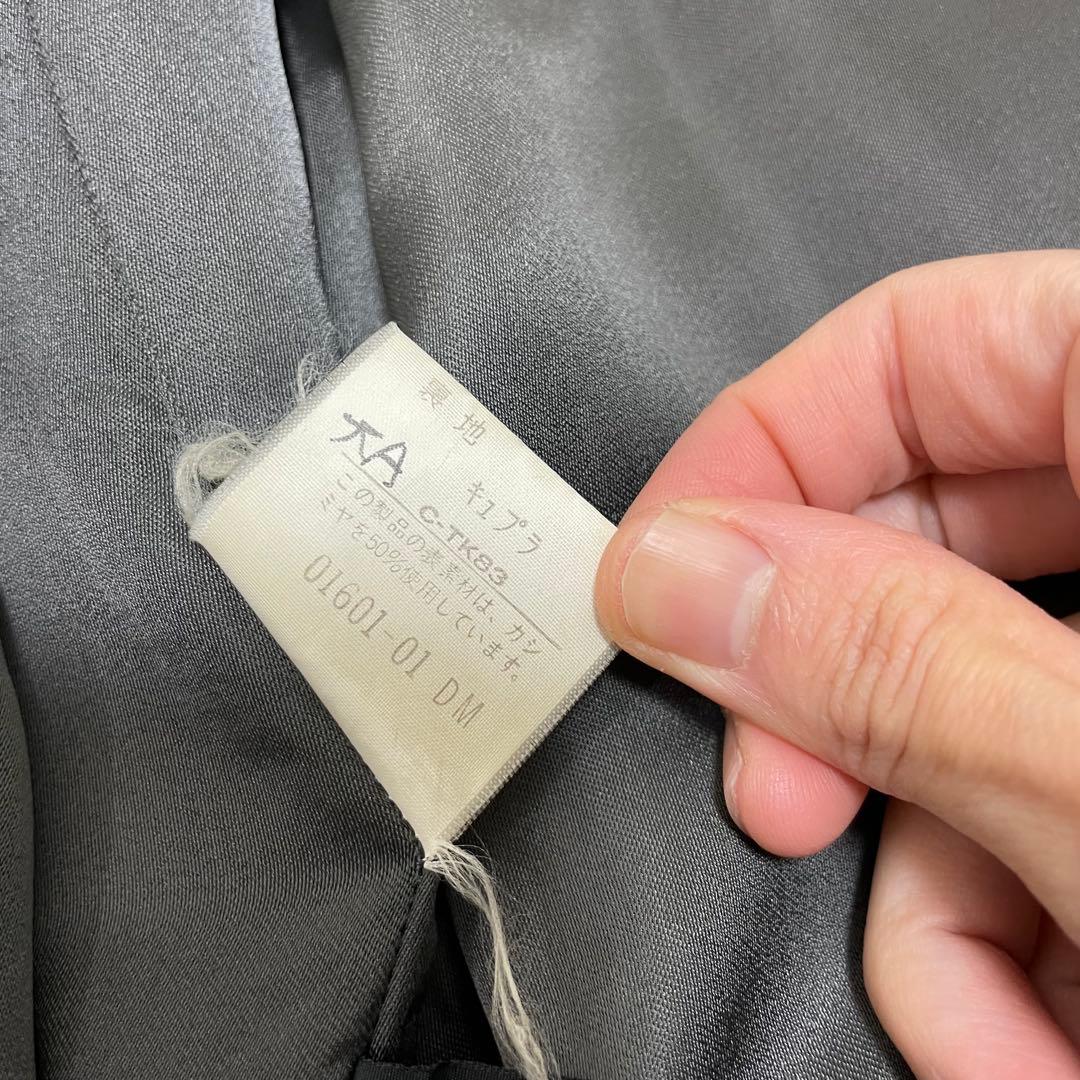 裏地 キュプラ
大A
C-TK83
この製品の表素材は、カシ
ミヤを50%使用しています。
01601-01 DM